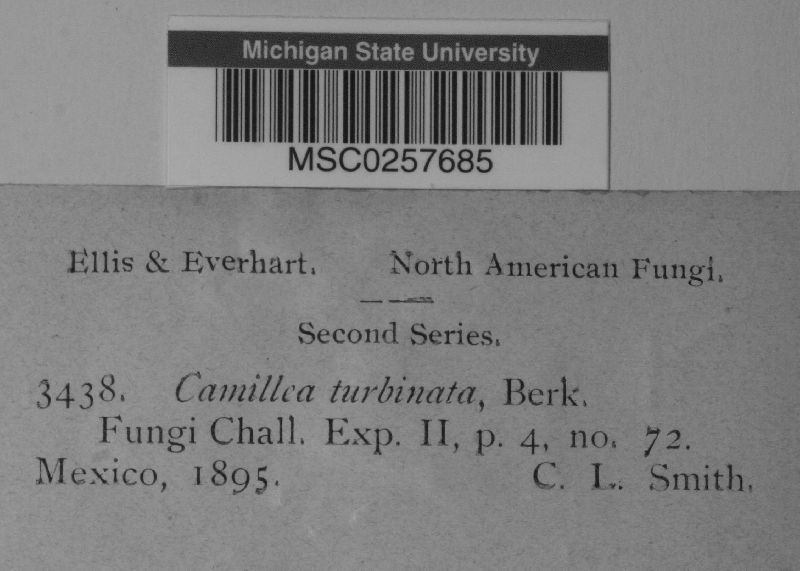 Michigan State University
MSC0257685
Ellis & Everhart. North American Fungi.
Second Series.
3438. Camillea turbinata, Berk.
Fungi Chall. Exp. II, p. 4, no. 72.
Mexico, 1895. C. L. Smith.